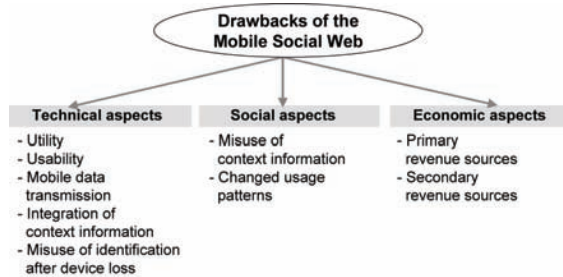 Drawbacks of the
Mobile Social Web
Technical aspects
- Utility
- Usability
- Mobile data
transmission
- Integration of
context information
- Misuse of identification
after device loss
Social aspects
- Misuse of
context information
- Changed usage
patterns
Economic aspects
- Primary
revenue sources
- Secondary
revenue sources